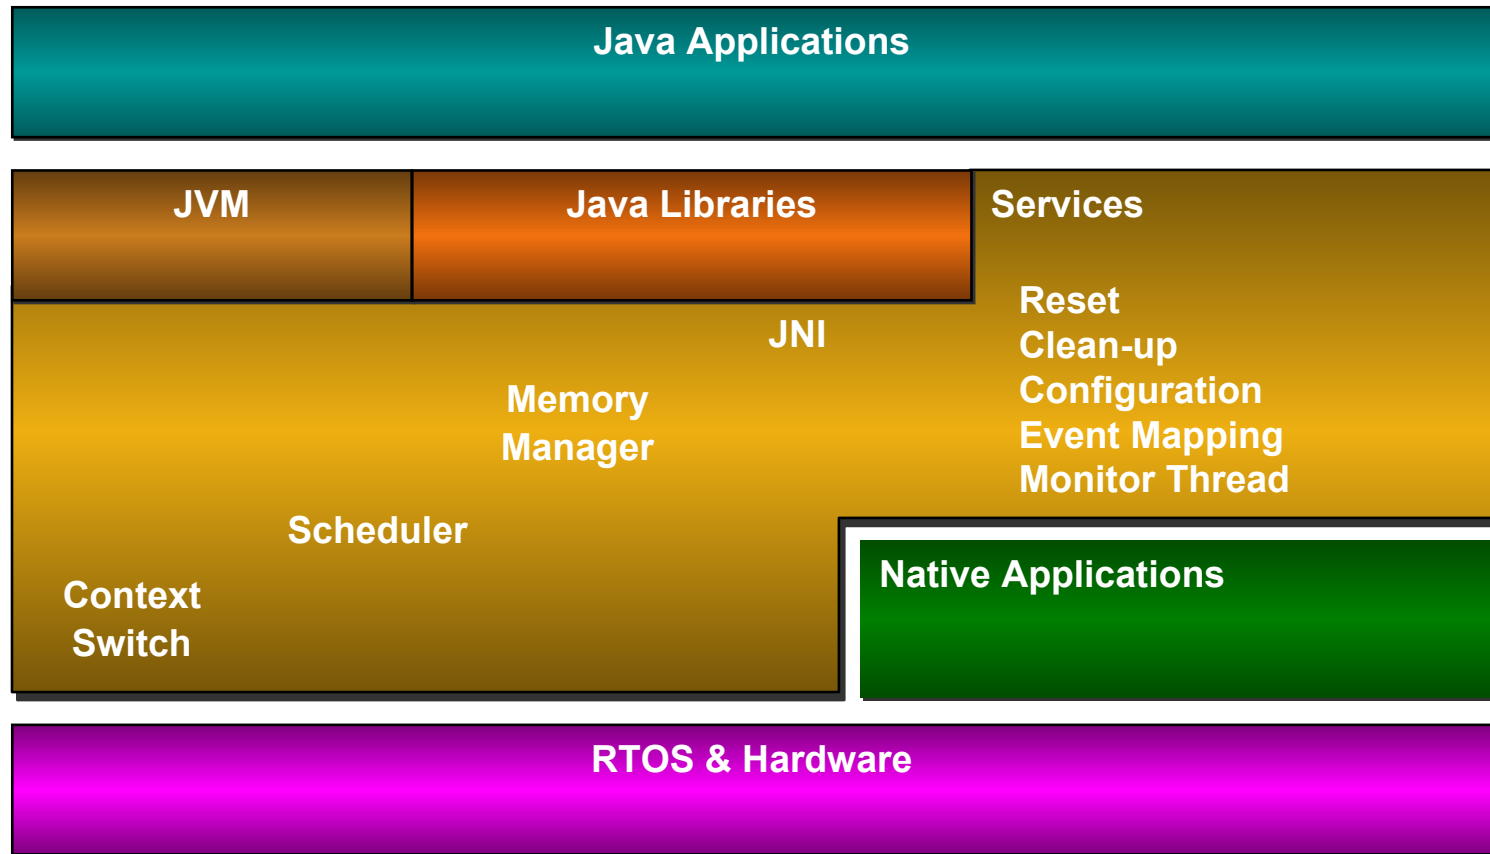 Java Applications
JVM
Java Libraries
Services
Reset
Clean-up
Configuration
Event Mapping
Monitor Thread
JNI
Memory
Manager
Scheduler
Context
Switch
Native Applications
RTOS & Hardware